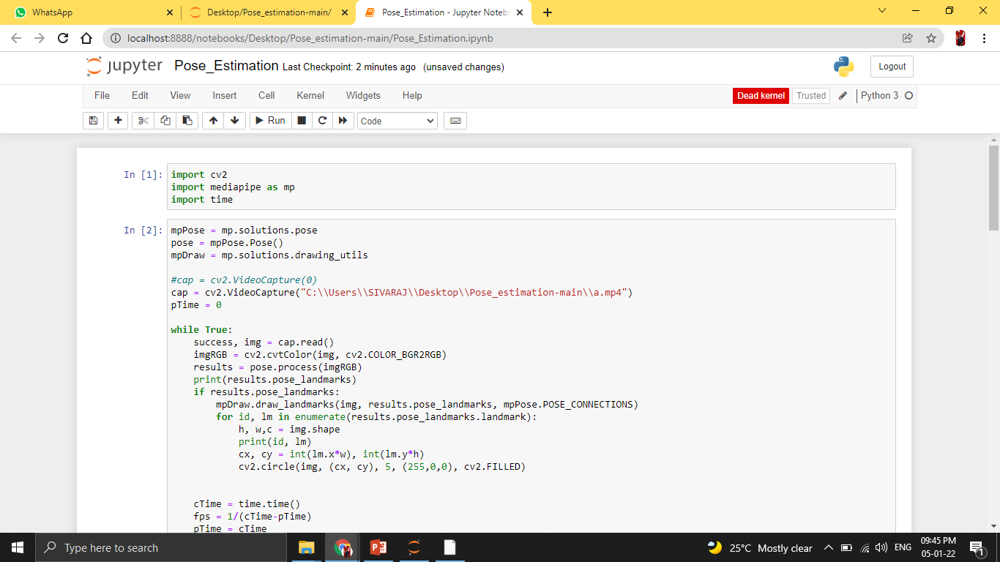 WhatsApp
Desktop/Pose_estimation-main/
Pose_Estimation - Jupyter Notebo
localhost:8888/notebooks/Desktop/Pose_estimation-main/Pose_Estimation.ipynb
jupyter Pose_Estimation Last Checkpoint: 2 minutes ago (unsaved changes)
Logout
File Edit View Insert Cell Kernel Widgets Help
Dead kernel Trusted Python 3
Run Code
In [1]:
import cv2
import mediapipe as mp
import time
In [2]:
mpPose = mp.solutions.pose
pose = mpPose.Pose()
mpDraw = mp.solutions.drawing_utils
#cap = cv2.VideoCapture(0)
cap = cv2.VideoCapture("C:\\Users\\SIVARAJ\\Desktop\\Pose_estimation-main\\a.mp4")
pTime = 0
while True:
    success, img = cap.read()
    imgRGB = cv2.cvtColor(img, cv2.COLOR_BGR2RGB)
    results = pose.process(imgRGB)
    print(results.pose_landmarks)
    if results.pose_landmarks:
        mpDraw.draw_landmarks(img, results.pose_landmarks, mpPose.POSE_CONNECTIONS)
        for id, lm in enumerate(results.pose_landmarks.landmark):
            h, w,c = img.shape
            print(id, lm)
            cx, cy = int(lm.x*w), int(lm.y*h)
            cv2.circle(img, (cx, cy), 5, (255,0,0), cv2.FILLED)
    cTime = time.time()
    fps = 1/(cTime-pTime)
    pTime = cTime
Type here to search
25°C Mostly clear
ENG
09:45 PM
05-01-22
1